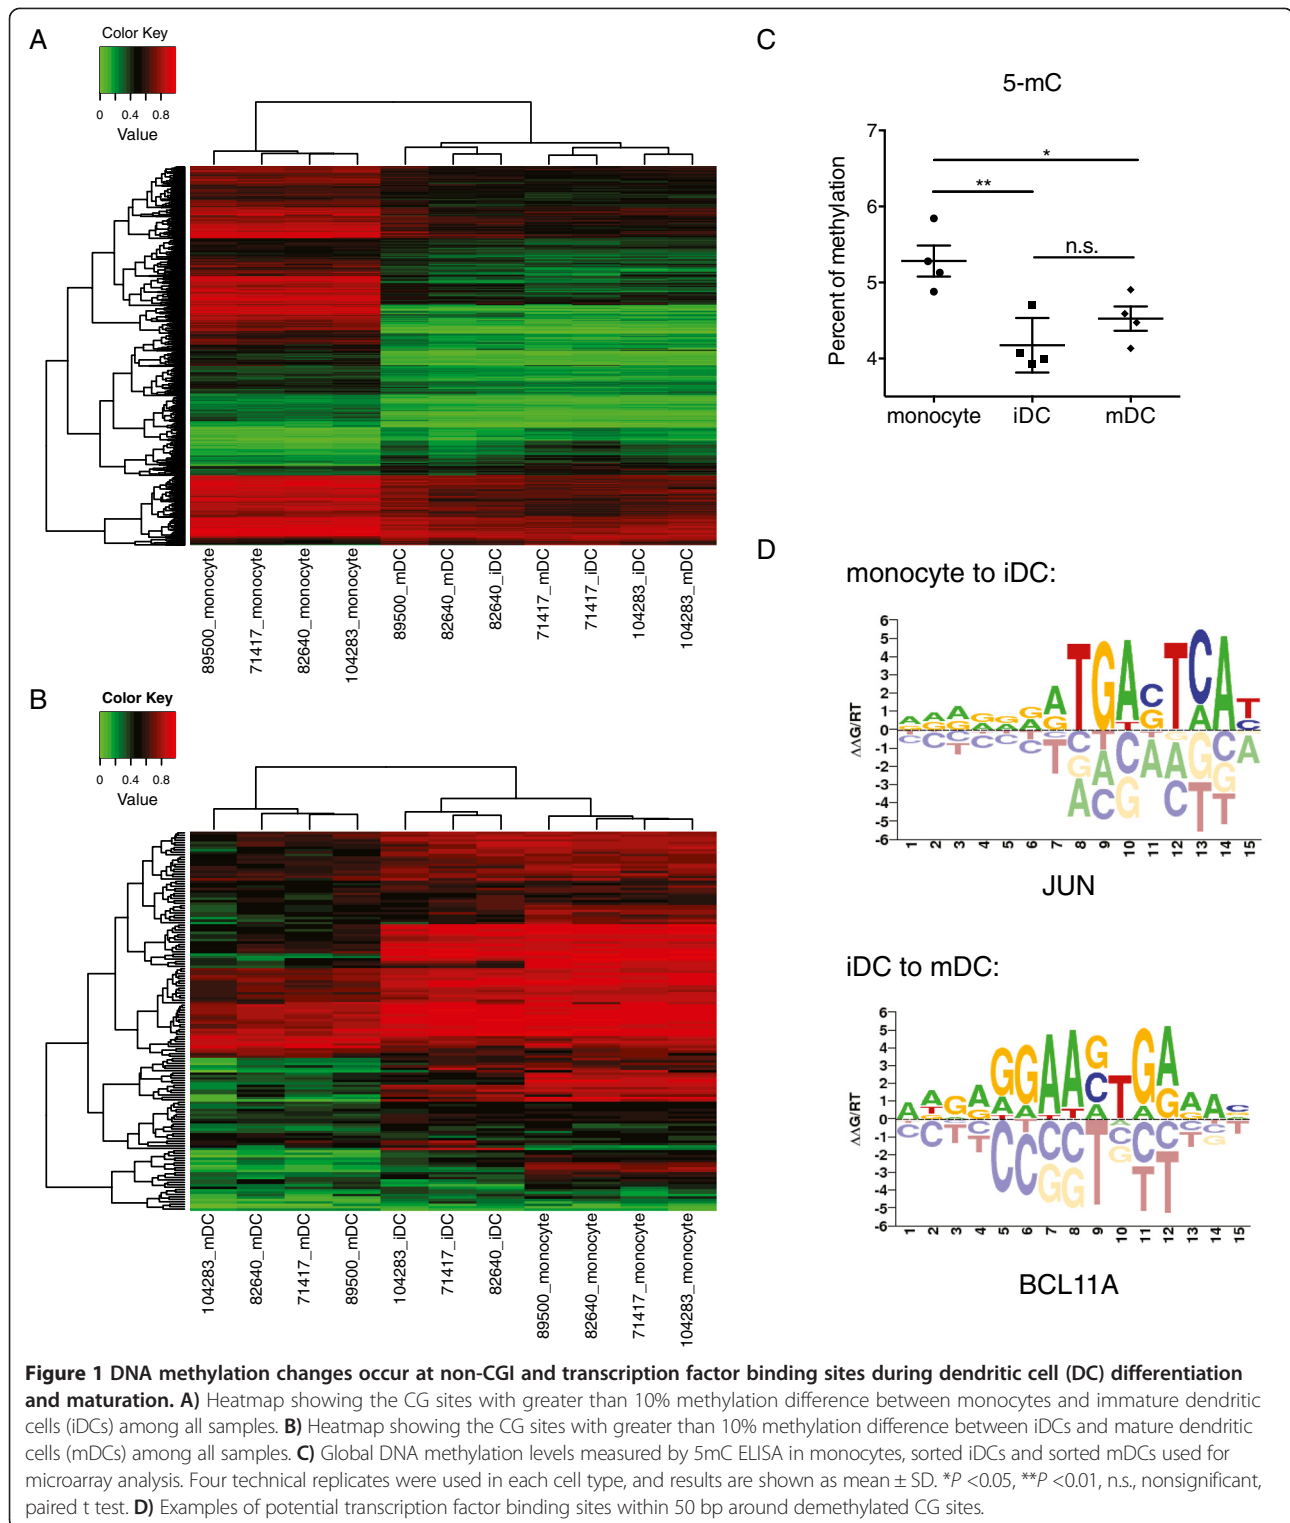 A
Color Key
0 0.4 0.8
Value
89500_monocyte
71417_monocyte
82640_monocyte
104283_monocyte
89500_mDC
82640_mDC
82640_iDC
71417_mDC
71417_iDC
104283_iDC
104283_mDC
B
Color Key
0 0.4 0.8
Value
104283_mDC
82640_mDC
71417_mDC
89500_mDC
104283_iDC
71417_iDC
82640_iDC
89500_monocyte
82640_monocyte
71417_monocyte
104283_monocyte
C
5-mC
Percent of methylation
7
6
5
4
*
**
n.s.
monocyte iDC mDC
D
monocyte to iDC:
ΔΔG/RT
6
5
4
3
2
1
0
-1
-2
-3
-4
-5
-6
1 2 3 4 5 6 7 8 9 10 11 12 13 14 15
JUN
iDC to mDC:
ΔΔG/RT
6
5
4
3
2
1
0
-1
-2
-3
-4
-5
-6
1 2 3 4 5 6 7 8 9 10 11 12 13 14 15
BCL11A
Figure 1 DNA methylation changes occur at non-CGI and transcription factor binding sites during dendritic cell (DC) differentiation
and maturation. A) Heatmap showing the CG sites with greater than 10% methylation difference between monocytes and immature dendritic
cells (iDCs) among all samples. B) Heatmap showing the CG sites with greater than 10% methylation difference between iDCs and mature dendritic
cells (mDCs) among all samples. C) Global DNA methylation levels measured by 5mC ELISA in monocytes, sorted iDCs and sorted mDCs used for
microarray analysis. Four technical replicates were used in each cell type, and results are shown as mean ± SD. *P <0.05, **P <0.01, n.s., nonsignificant,
paired t test. D) Examples of potential transcription factor binding sites within 50 bp around demethylated CG sites.